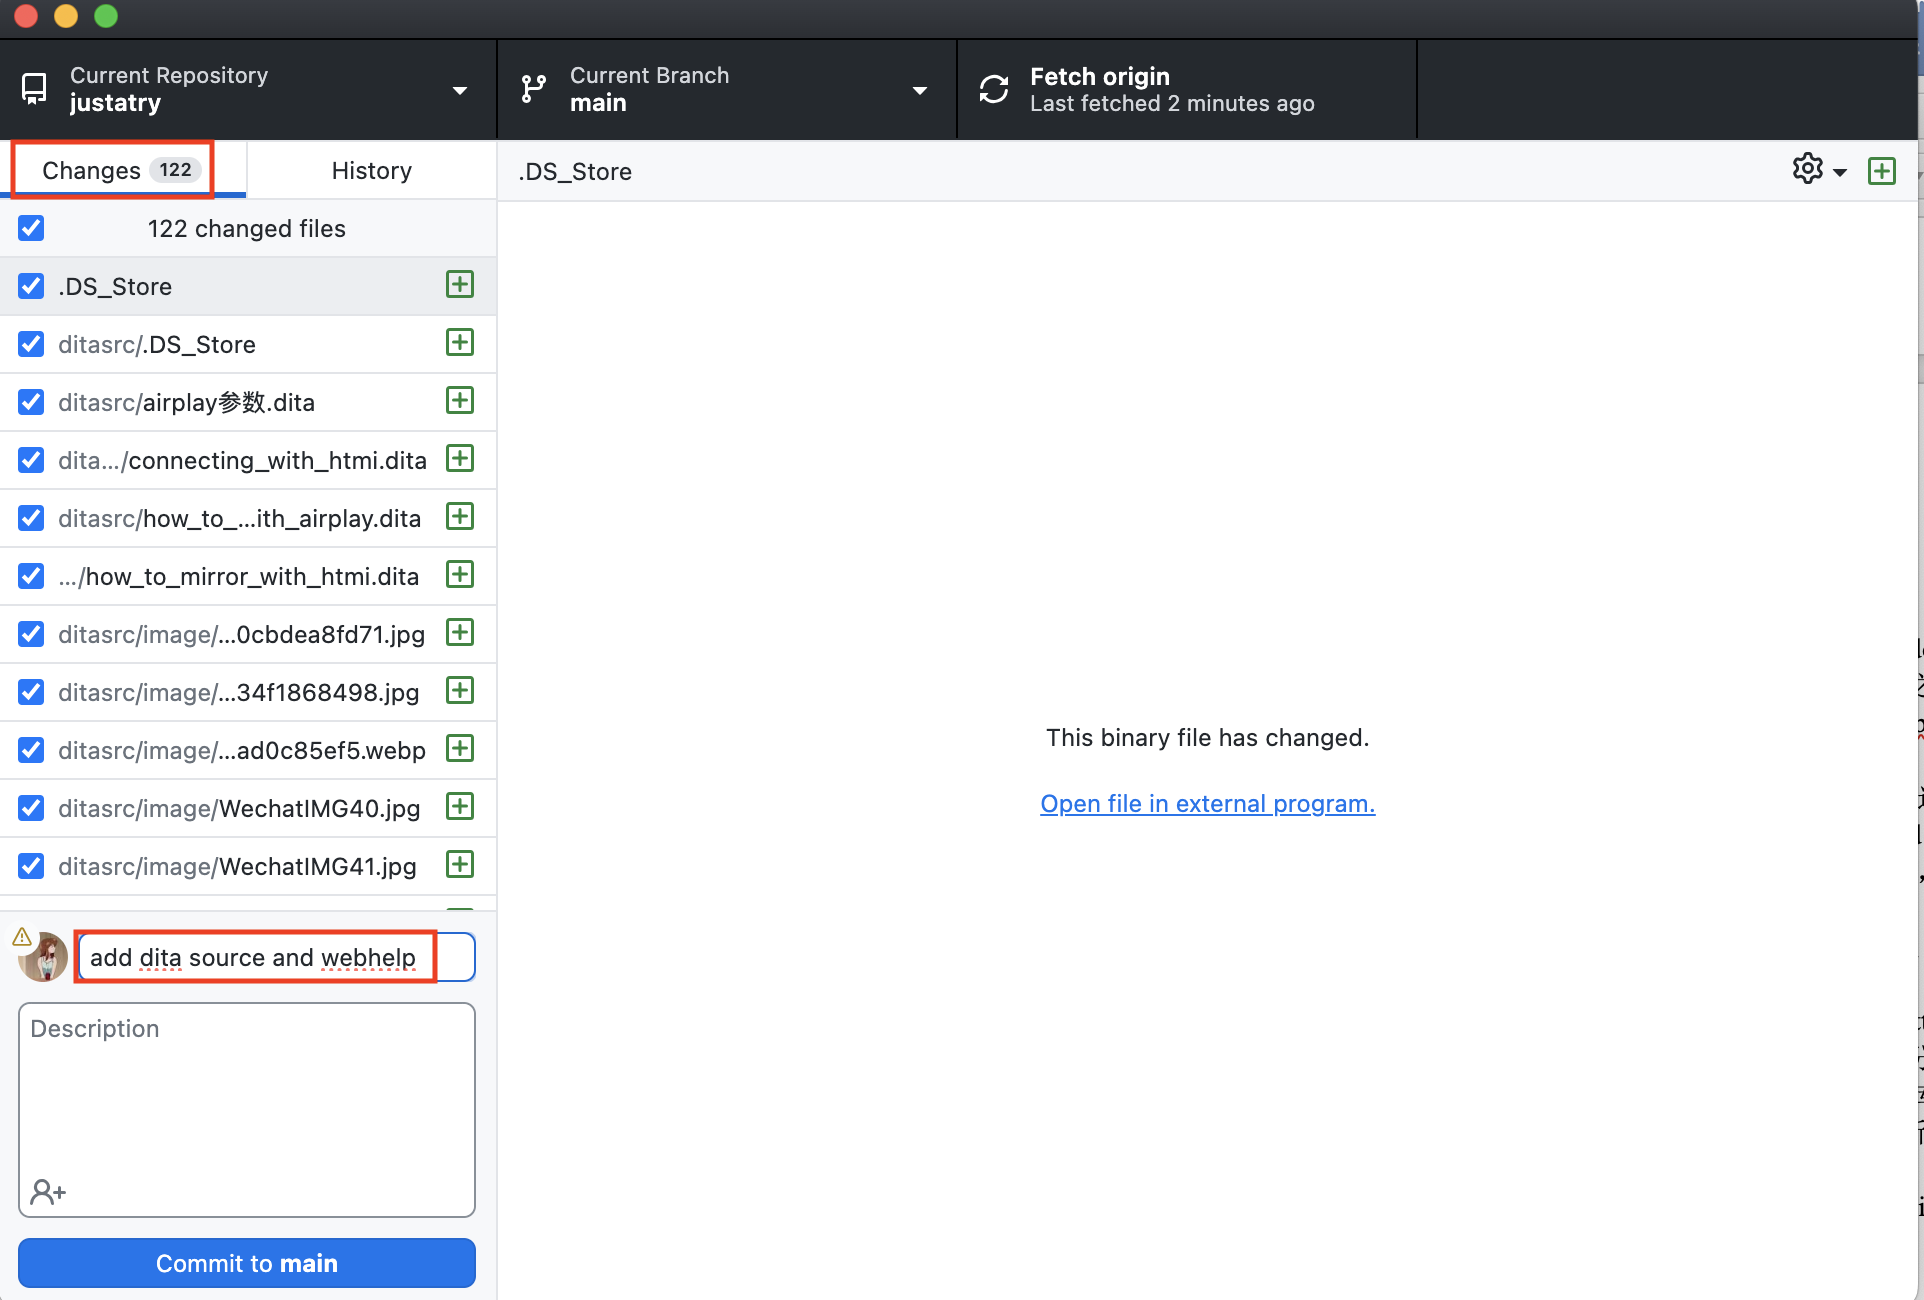 Current Repository
justatry
Current Branch
main
Fetch origin
Last fetched 2 minutes ago
Changes 122
History
.DS_Store
122 changed files
.DS_Store
ditasrc/.DS_Store
ditasrc/airplay参数.dita
dita.../connecting_with_htmi.dita
ditasrc/how_to_...ith_airplay.dita
.../how_to_mirror_with_htmi.dita
ditasrc/image/...0cbdea8fd71.jpg
ditasrc/image/...34f1868498.jpg
ditasrc/image/...ad0c85ef5.webp
ditasrc/image/WechatIMG40.jpg
ditasrc/image/WechatIMG41.jpg
This binary file has changed.
Open file in external program.
add dita source and webhelp
Description
Commit to main